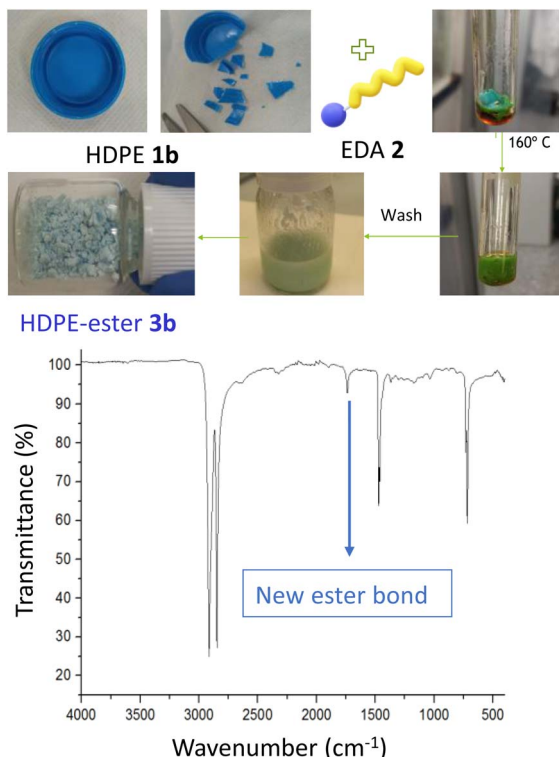 HDPE 1b
EDA 2
160º C
Wash
HDPE-ester 3b
100
90
80
70
60
50
40
30
20
Transmittance (%)
New ester bond
4000 3500 3000 2500 2000 1500 1000 500
Wavenumber (cm⁻¹)